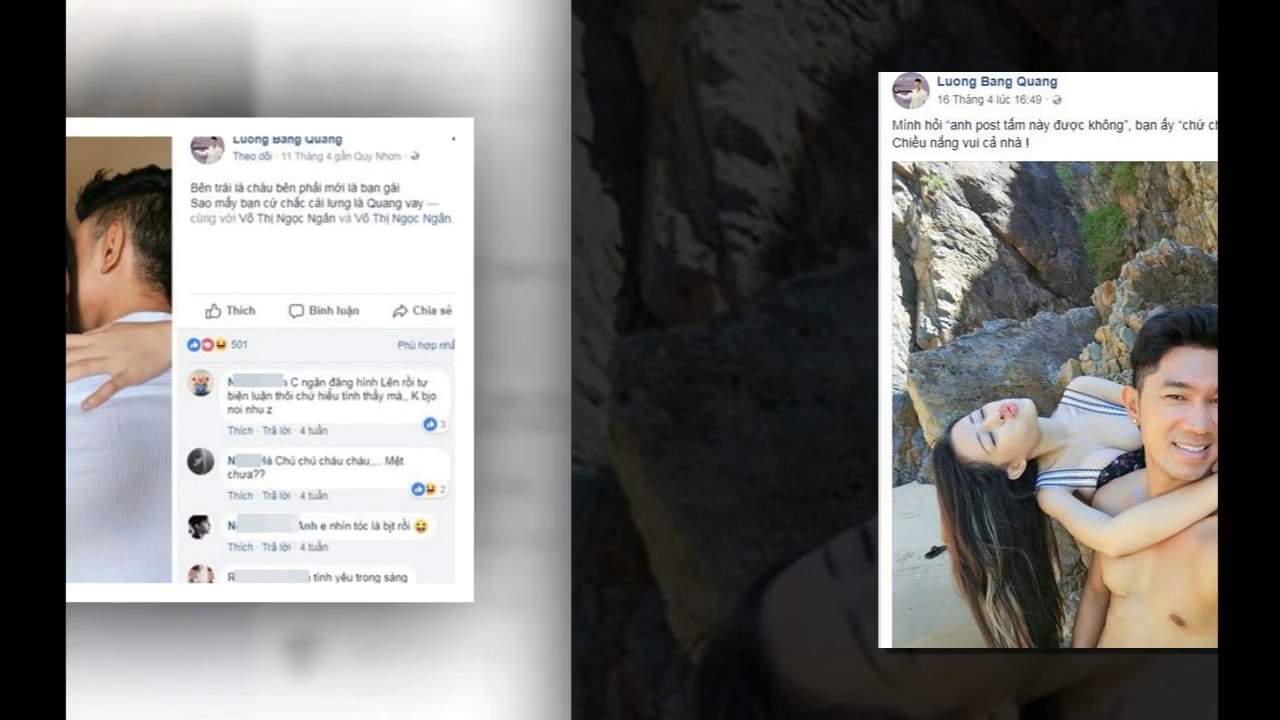 Luong Bang Quang
Theo dõi · 11 Tháng 4 gần Quy Nhơn ·
Bên trái là cháu bên phải mới là bạn gái
Sao mấy bạn cứ chắc cái lưng là Quang vay —
cùng với Võ Thị Ngọc Ngân và Võ Thị Ngọc Ngân.
Thích Bình luận Chia sẻ
501
Phù hợp nhấ
C ngân đăng hình Lên rồi tự
biện luận thôi chứ hiểu tính thầy mà,, K bjo
noi nhu z
Thích · Trả lời · 4 tuần
3
Chú chú cháu cháu,,.. Mệt
chưa??
Thích · Trả lời · 4 tuần
2
Anh e nhìn tóc là bjt rồi
Thích · Trả lời · 4 tuần
tình yêu trong sáng
Luong Bang Quang
16 Tháng 4 lúc 16:49 ·
Mình hỏi “anh post tấm này được không”, bạn ấy “chứ
Chiều nắng vui cả nhà !